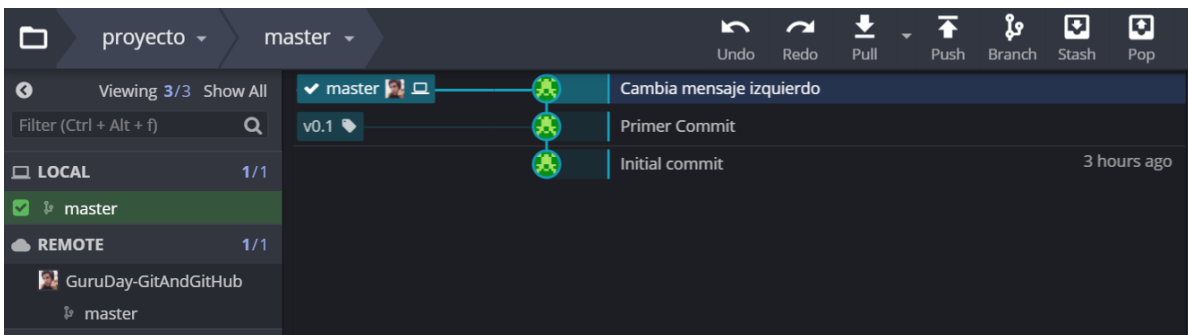 proyecto master
Undo Redo Pull Push Branch Stash Pop
Viewing 3/3 Show All
Filter (Ctrl + Alt + f)
LOCAL 1/1
master
REMOTE 1/1
GuruDay-GitAndGitHub
master
master Cambia mensaje izquierdo
v0.1 Primer Commit
Initial commit 3 hours ago